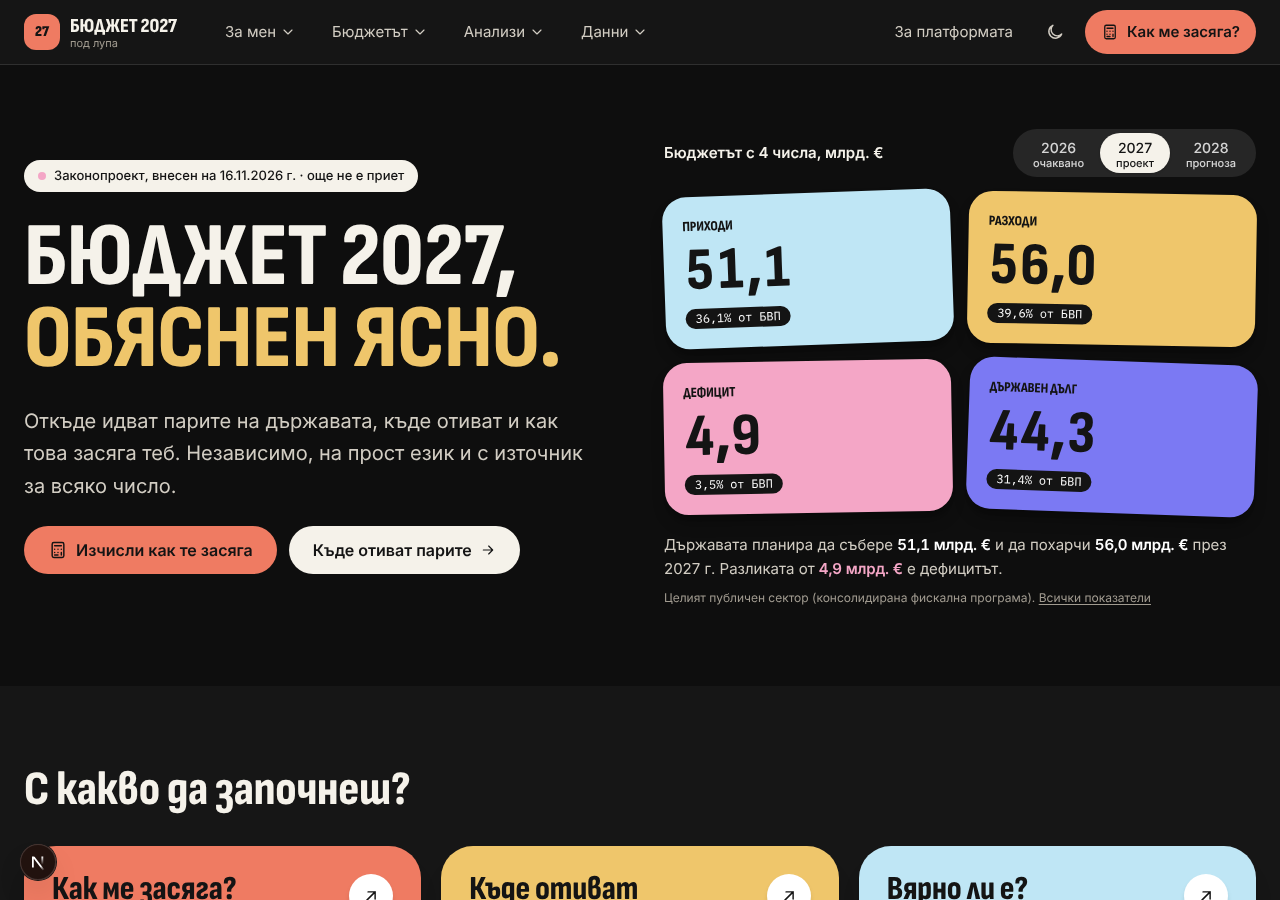 27
БЮДЖЕТ 2027
под лупа
За мен
Бюджетът
Анализи
Данни
За платформата
Как ме засяга?
Законопроект, внесен на 16.11.2026 г. · още не е приет
БЮДЖЕТ 2027,
ОБЯСНЕН ЯСНО.
Откъде идват парите на държавата, къде отиват и как
това засяга теб. Независимо, на прост език и с източник
за всяко число.
Изчисли как те засяга
Къде отиват парите
Бюджетът с 4 числа, млрд. €
2026
очаквано
2027
проект
2028
прогноза
ПРИХОДИ
51,1
36,1% от БВП
РАЗХОДИ
56,0
39,6% от БВП
ДЕФИЦИТ
4,9
3,5% от БВП
ДЪРЖАВЕН ДЪЛГ
44,3
31,4% от БВП
Държавата планира да събере 51,1 млрд. € и да похарчи 56,0 млрд. € през
2027 г. Разликата от 4,9 млрд. € е дефицитът.
Целият публичен сектор (консолидирана фискална програма). Всички показатели
С какво да започнеш?
N
Как ме засяга?
Къде отиват
Вярно ли е?